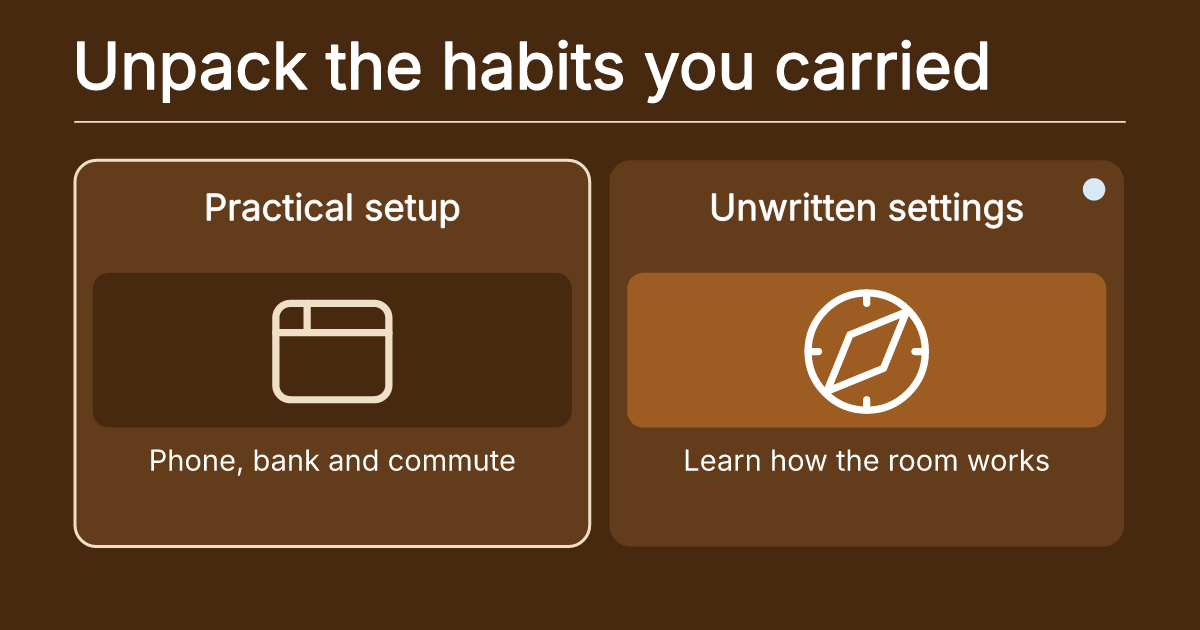 Unpack the habits you carried
Practical setup
Unwritten settings
Phone, bank and commute
Learn how the room works